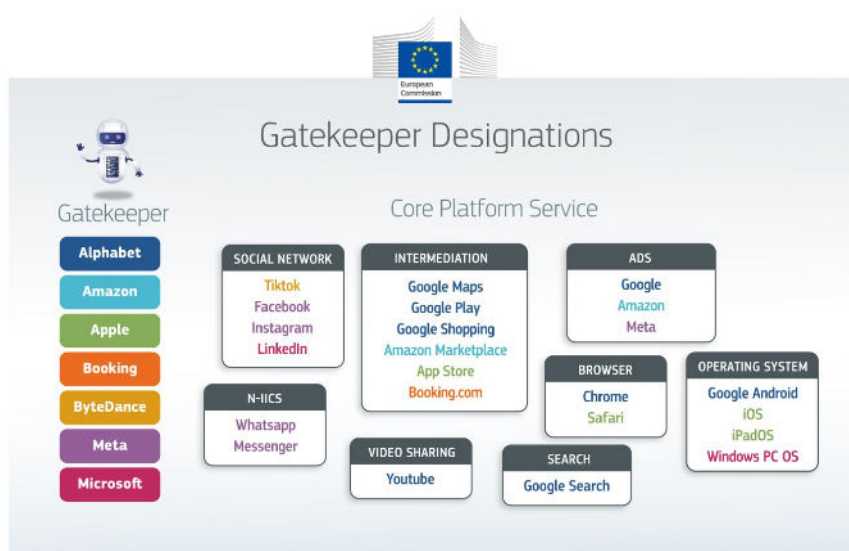 European
Commission
Gatekeeper Designations
Gatekeeper
Core Platform Service
Alphabet
Amazon
Apple
Booking
ByteDance
Meta
Microsoft
SOCIAL NETWORK
Tiktok
Facebook
Instagram
LinkedIn
INTERMEDIATION
Google Maps
Google Play
Google Shopping
Amazon Marketplace
App Store
Booking.com
ADS
Google
Amazon
Meta
N-IICS
Whatsapp
Messenger
BROWSER
Chrome
Safari
OPERATING SYSTEM
Google Android
iOS
iPadOS
Windows PC OS
VIDEO SHARING
Youtube
SEARCH
Google Search